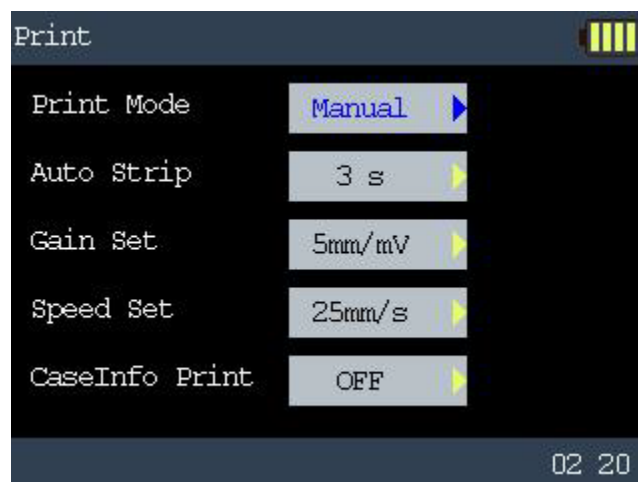 Print
Print Mode Manual
Auto Strip 3 s
Gain Set 5mm/mV
Speed Set 25mm/s
CaseInfo Print OFF
02 20